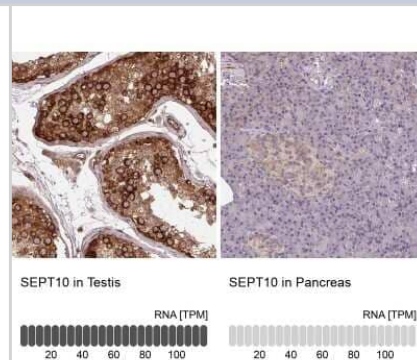 SEPT10 in Testis
SEPT10 in Pancreas
RNA [TPM]
RNA [TPM]
20 40 60 80 100
20 40 60 80 100